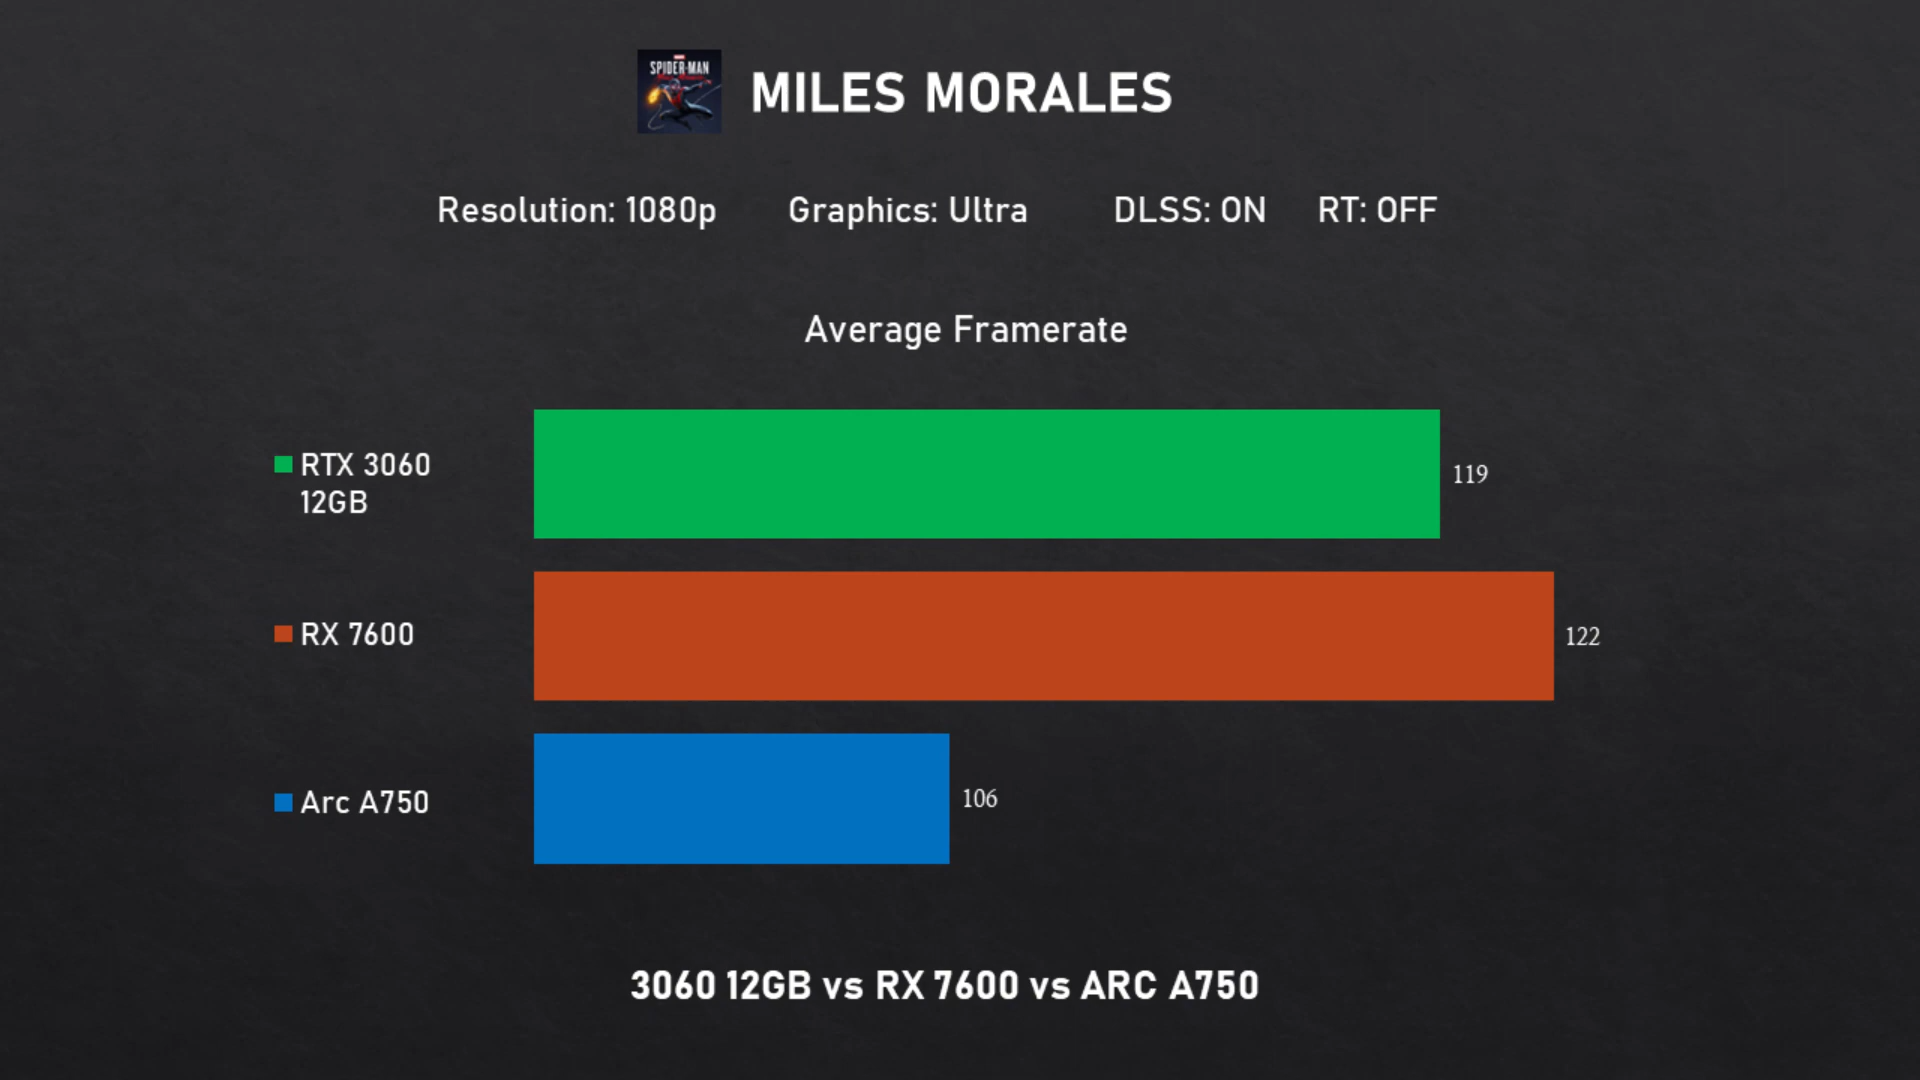 SPIDER-MAN
MILES MORALES
Resolution: 1080p Graphics: Ultra DLSS: ON RT: OFF
Average Framerate
RTX 3060
12GB
119
RX 7600
122
Arc A750
106
3060 12GB vs RX 7600 vs ARC A750